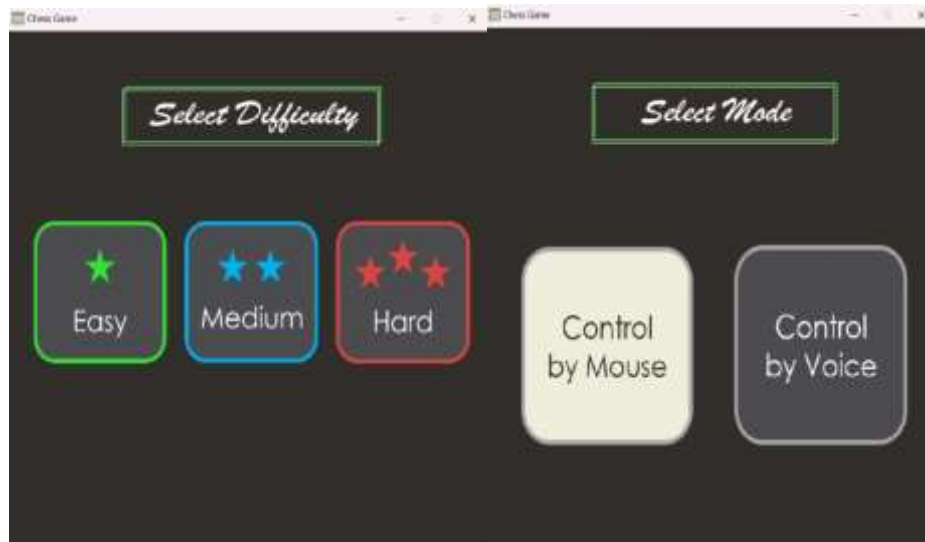 Chess Game
Select Difficulty
Easy
Medium
Hard
Chess Game
Select Mode
Control
by Mouse
Control
by Voice